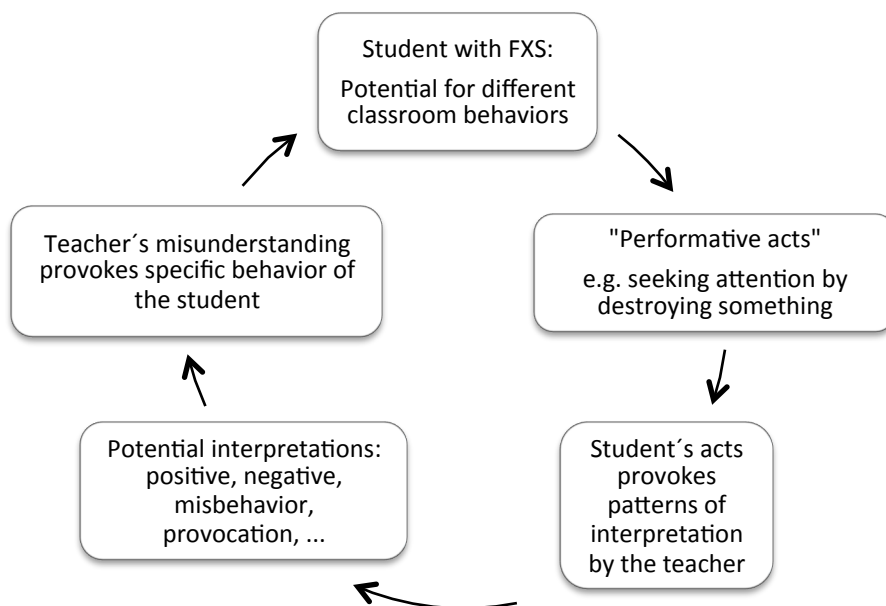 Student with FXS:
Potential for different
classroom behaviors
"Performative acts"
e.g. seeking attention by
destroying something
Student´s acts
provokes
patterns of
interpretation
by the teacher
Potential interpretations:
positive, negative,
misbehavior,
provocation, ...
Teacher´s misunderstanding
provokes specific behavior of
the student